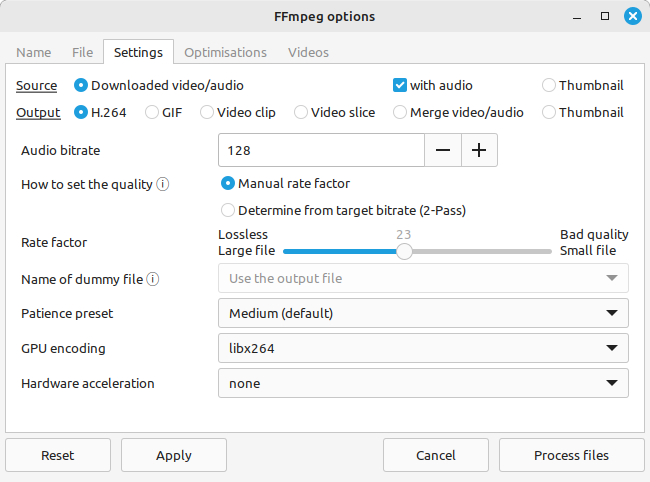 FFmpeg options
Name File Settings Optimisations Videos
Source Downloaded video/audio with audio Thumbnail
Output H.264 GIF Video clip Video slice Merge video/audio Thumbnail
Audio bitrate 128
How to set the quality Manual rate factor
Determine from target bitrate (2-Pass)
Lossless 23 Bad quality
Rate factor
Large file Small file
Name of dummy file Use the output file
Patience preset Medium (default)
GPU encoding libx264
Hardware acceleration none
Reset Apply Cancel Process files